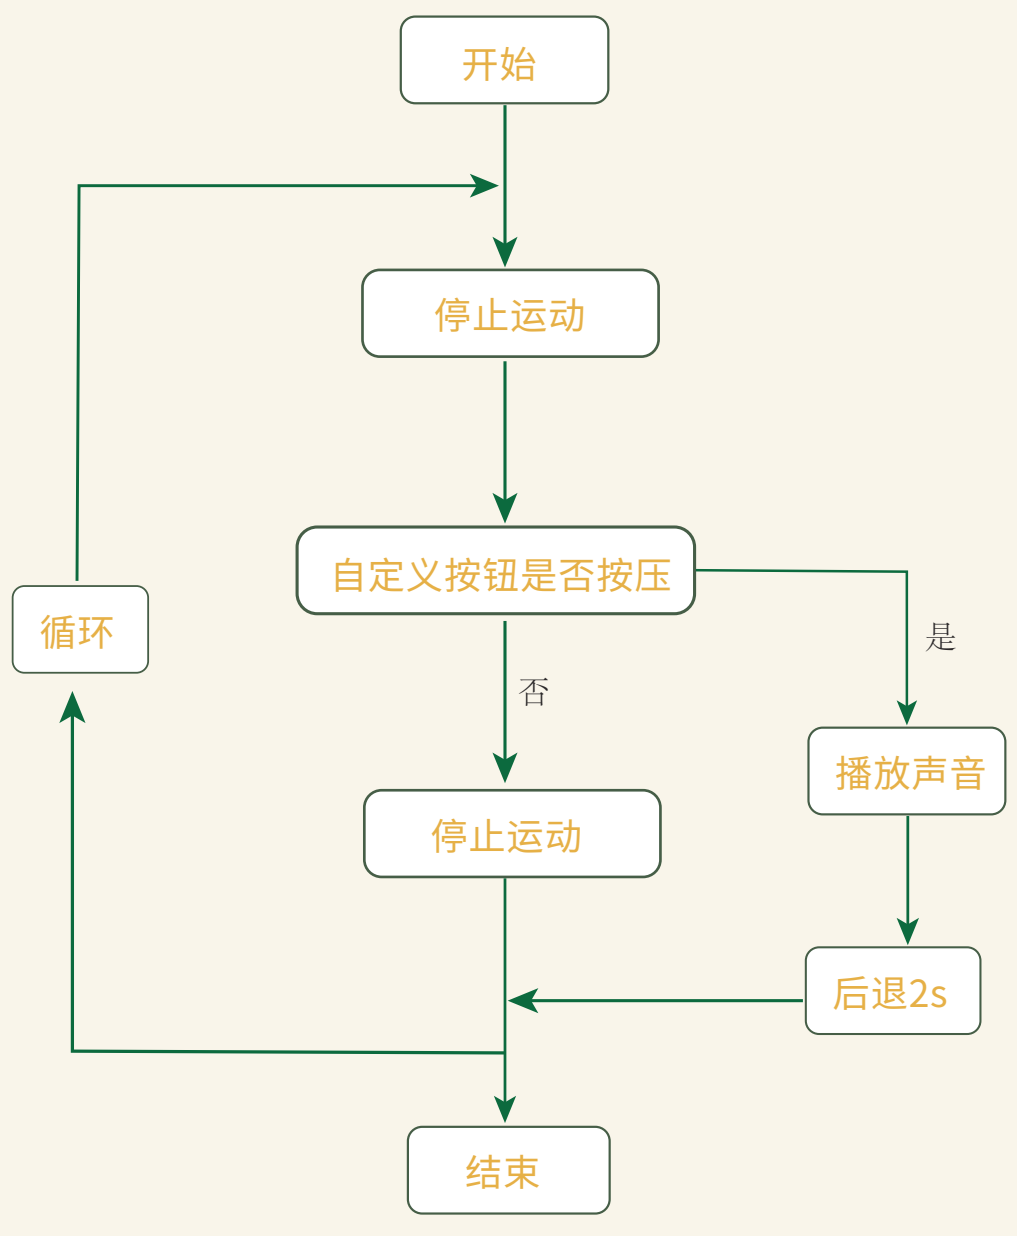 开始
停止运动
自定义按钮是否按压
循环
是
否
播放声音
停止运动
后退2s
结束